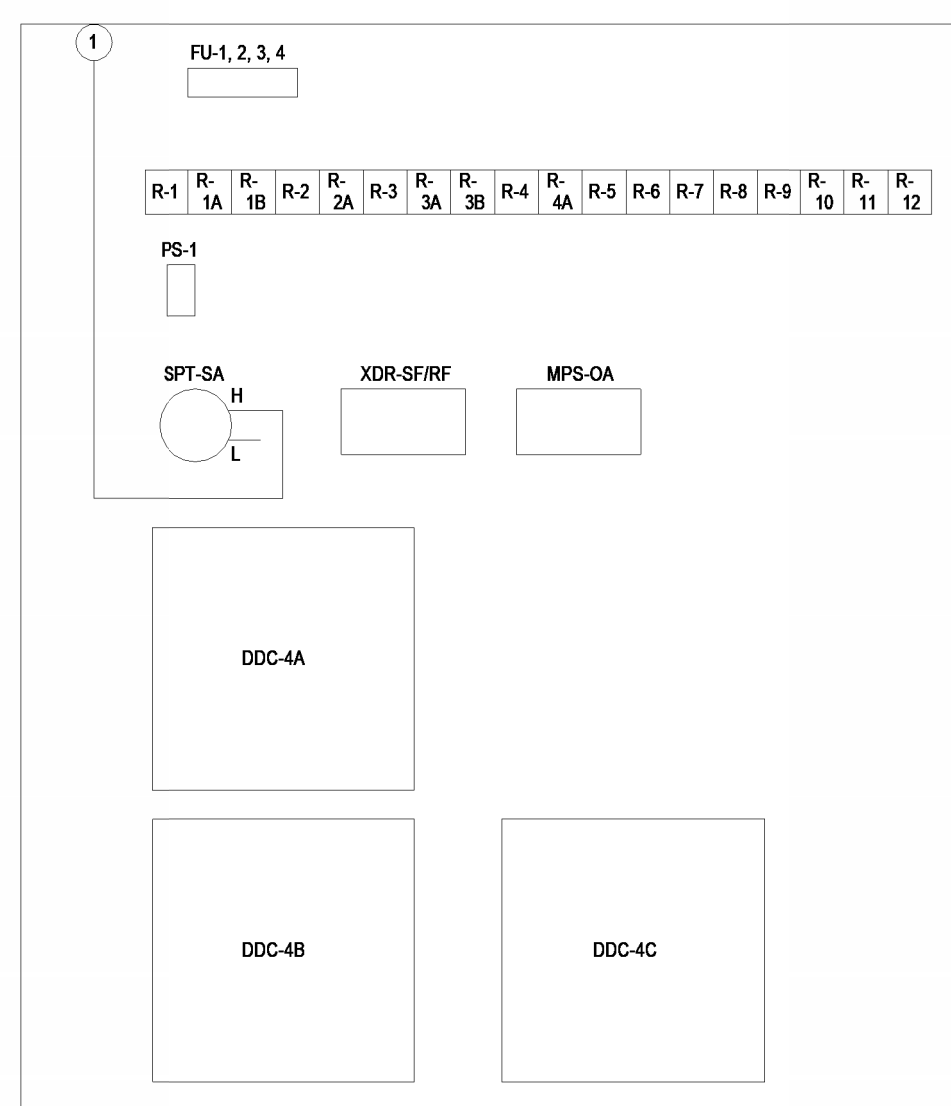 1
FU-1, 2, 3, 4
R-1
R-1A
R-1B
R-2
R-2A
R-3
R-3A
R-3B
R-4
R-4A
R-5
R-6
R-7
R-8
R-9
R-10
R-11
R-12
PS-1
SPT-SA
XDR-SF/RF
MPS-OA
H
L
DDC-4A
DDC-4B
DDC-4C